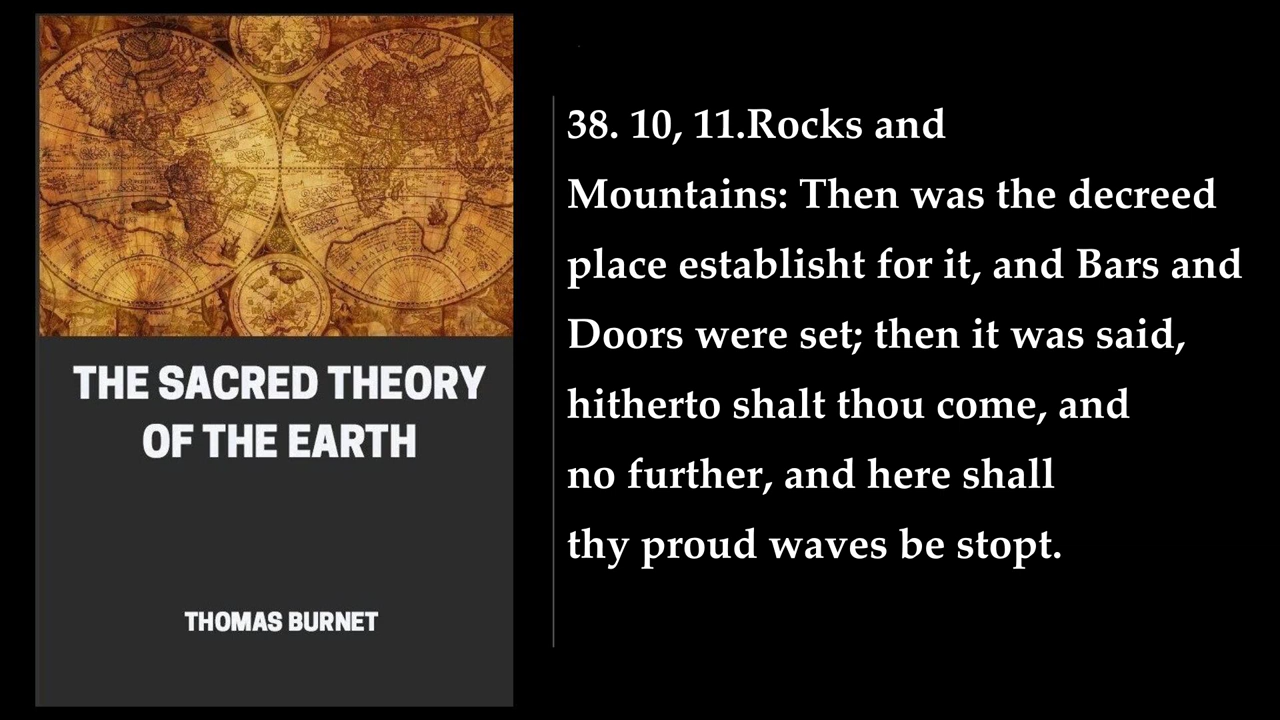 THE SACRED THEORY
OF THE EARTH
THOMAS BURNET
38. 10, 11.Rocks and
Mountains: Then was the decreed
place establisht for it, and Bars and
Doors were set; then it was said,
hitherto shalt thou come, and
no further, and here shall
thy proud waves be stopt.